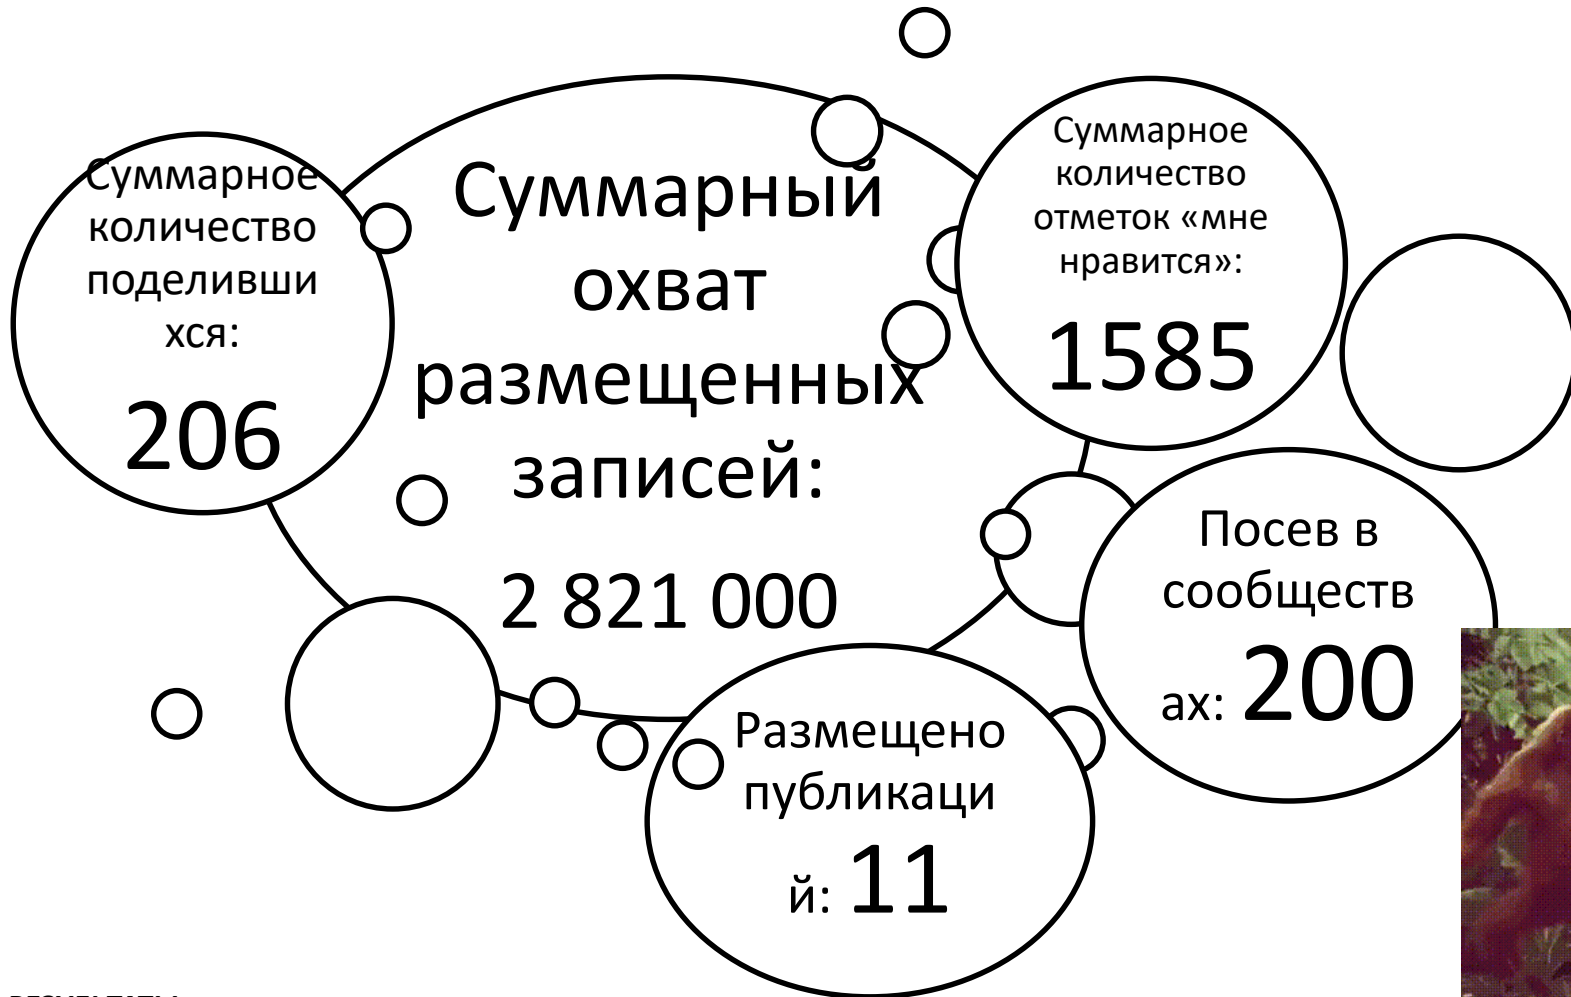 Суммарное
количество
поделивши
хся:
206
Суммарный
охват
размещенных
записей:
2 821 000
Суммарное
количество
отметок «мне
нравится»:
1585
Посев в
сообществ
ах: 200
Размещено
публикаци
й: 11